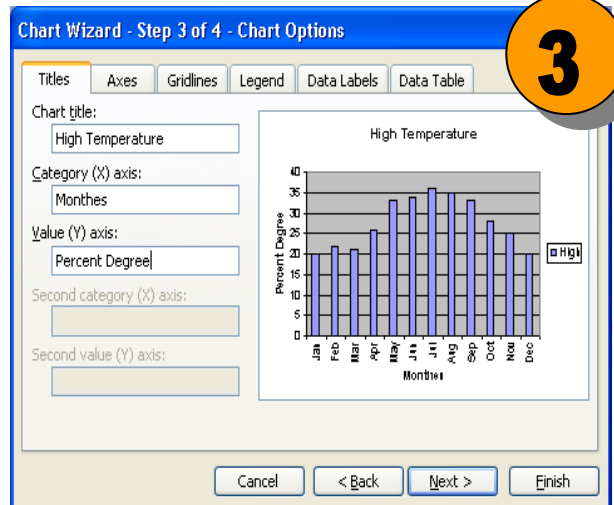 Chart Wizard - Step 3 of 4 - Chart Options
3
Titles Axes Gridlines Legend Data Labels Data Table
Chart title:
High Temperature
Category (X) axis:
Monthes
Value (Y) axis:
Percent Degree
Second category (X) axis:
Second value (Y) axis:
High Temperature
40
35
30
25
20
15
10
5
0
Percent Degree
Jan Feb Mar Apr May Jun Jul Aug Sep Oct Nov Dec
Monthes
High
Cancel < Back Next > Finish